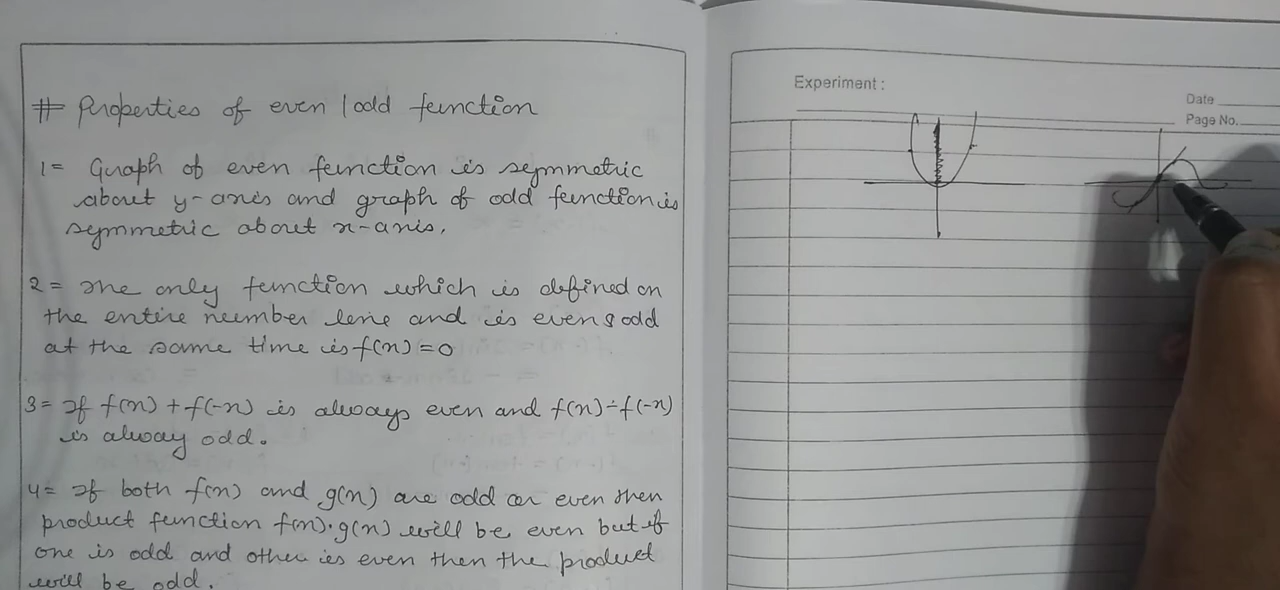 # Properties of even/odd function
1= Graph of even function is symmetric
about y-axis and graph of odd function is
symmetric about x-axis.
2= The only function which is defined on
the entire number line and is even & odd
at the same time is f(x)=0
3= If f(x) + f(-x) is always even and f(x)-f(-x)
is alway odd.
4= If both f(x) and g(x) are odd or even then
product function f(x).g(x) will be even but if
one is odd and other is even then the product
will be odd.
Experiment :
Date
Page No.